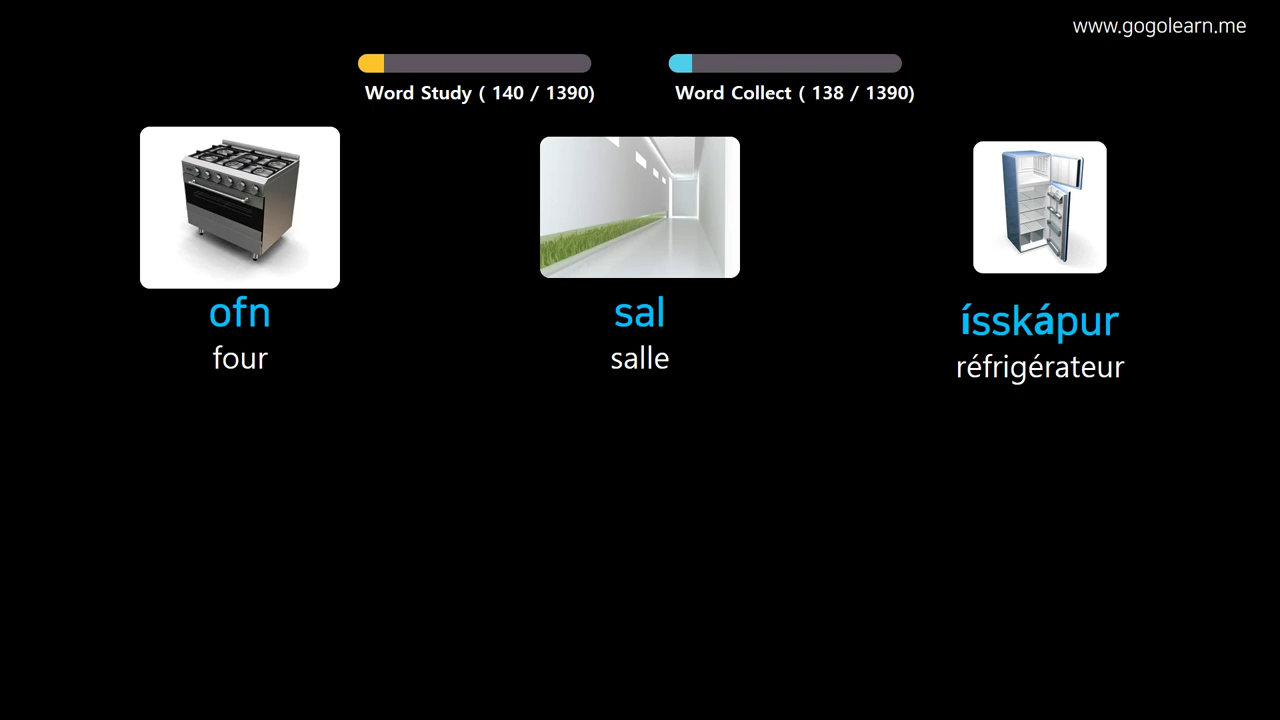 www.gogolearn.me
Word Study ( 140 / 1390)
Word Collect ( 138 / 1390)
ofn
four
sal
salle
ísskápur
réfrigérateur